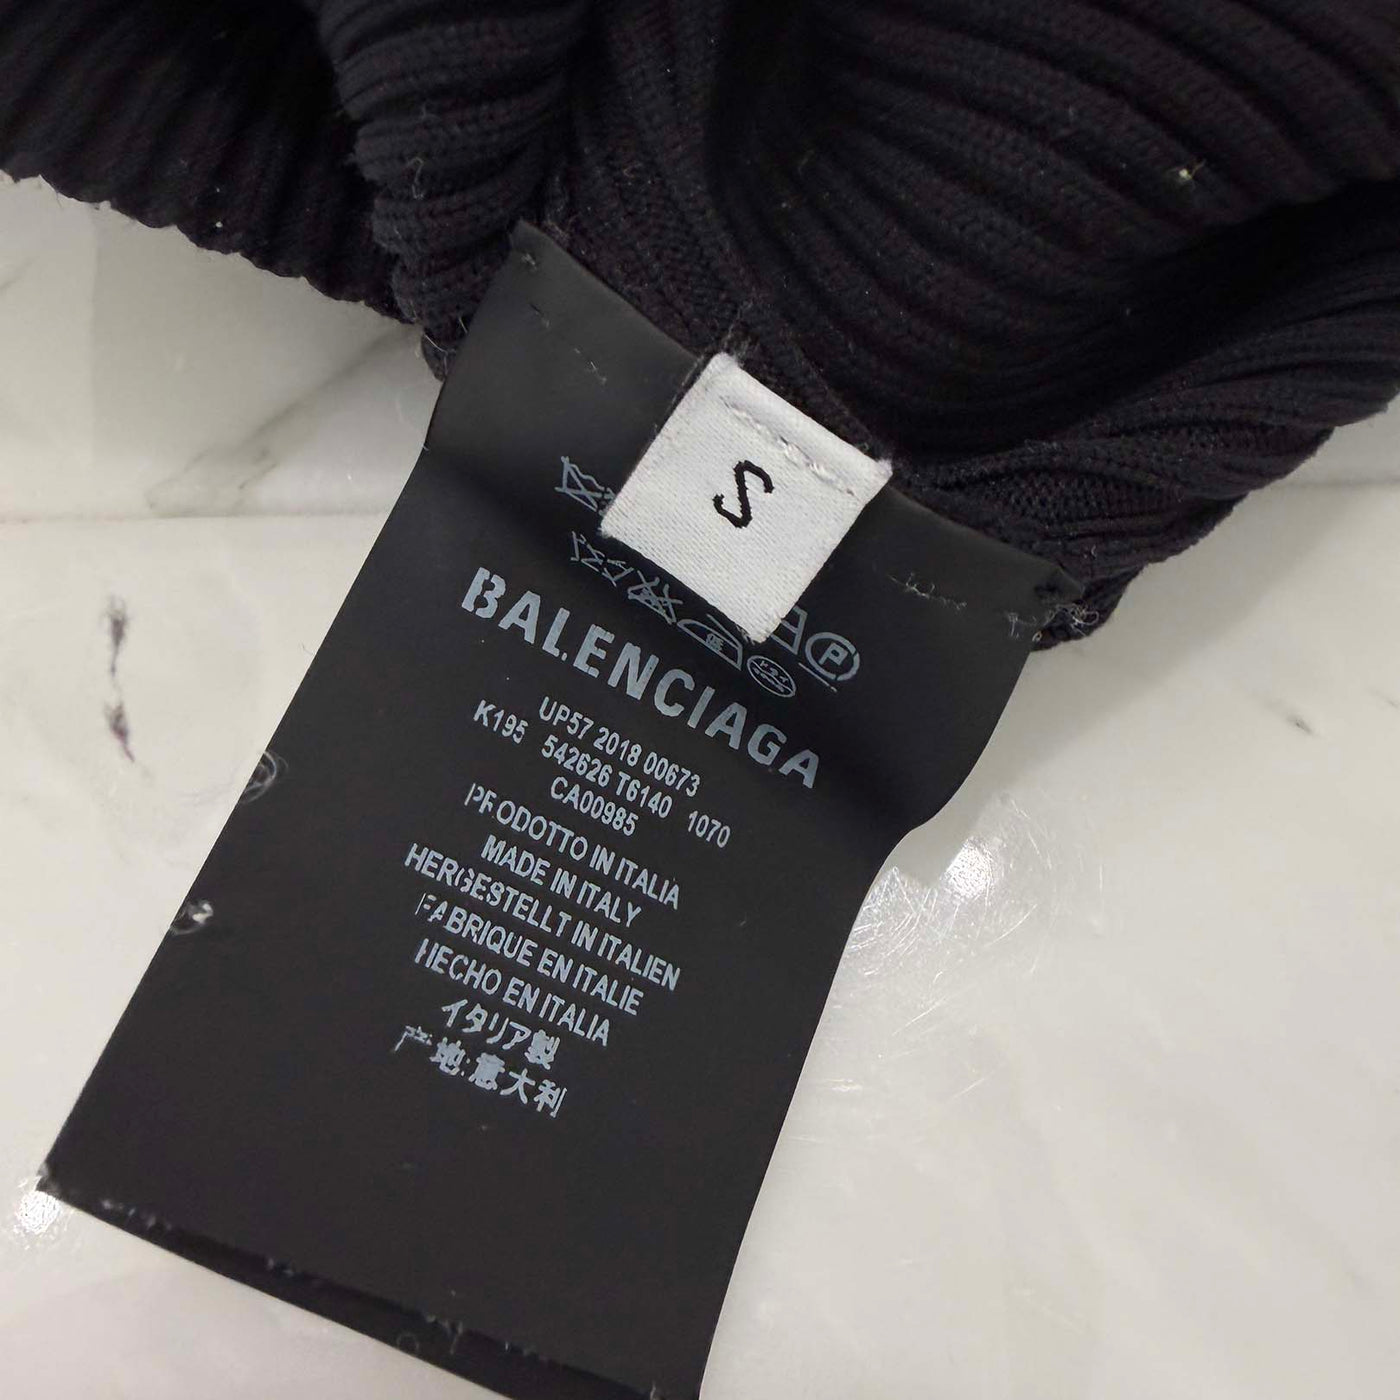 S
P
BALENCIAGA
UP57 2018 00673
K195 542626 T6140 1070
CA00985
PRODOTTO IN ITALIA
MADE IN ITALY
HERGESTELLT IN ITALIEN
FABRIQUE EN ITALIE
HECHO EN ITALIA
イタリア製
产地:意大利